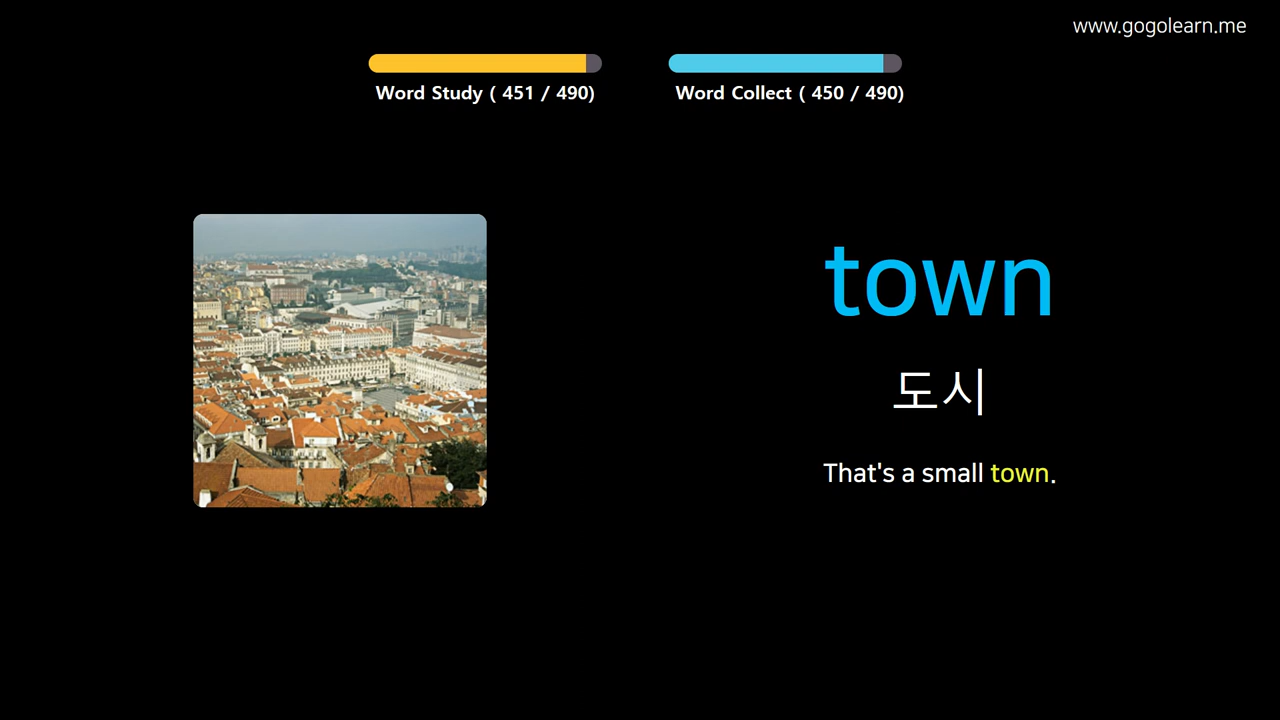 www.gogolearn.me
Word Study ( 451 / 490)
Word Collect ( 450 / 490)
town
도시
That's a small town.